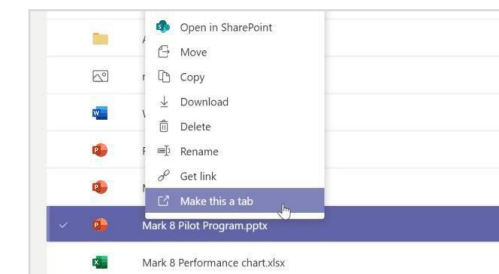 Open in SharePoint
Move
Copy
Download
Delete
Rename
Get link
Make this a tab
Mark 8 Pilot Program.pptx
Mark 8 Performance chart.xlsx